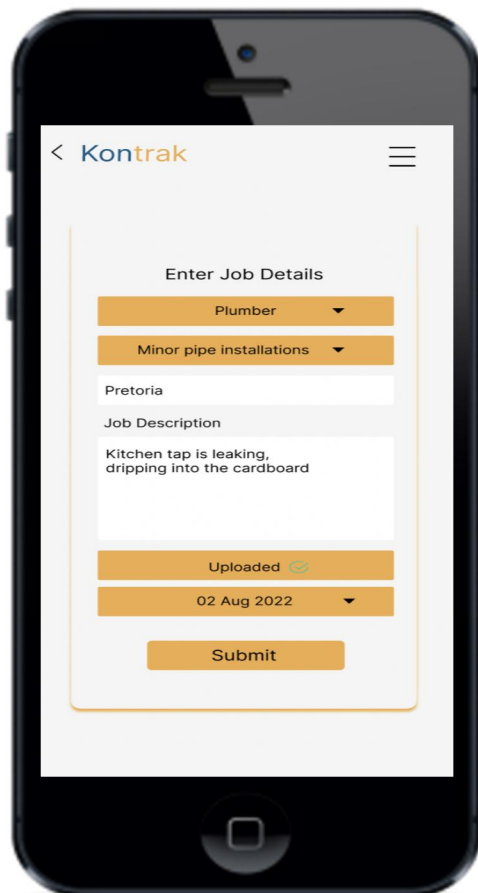 Kontrak
Enter Job Details
Plumber
Minor pipe installations
Pretoria
Job Description
Kitchen tap is leaking,
dripping into the cardboard
Uploaded
02 Aug 2022
Submit